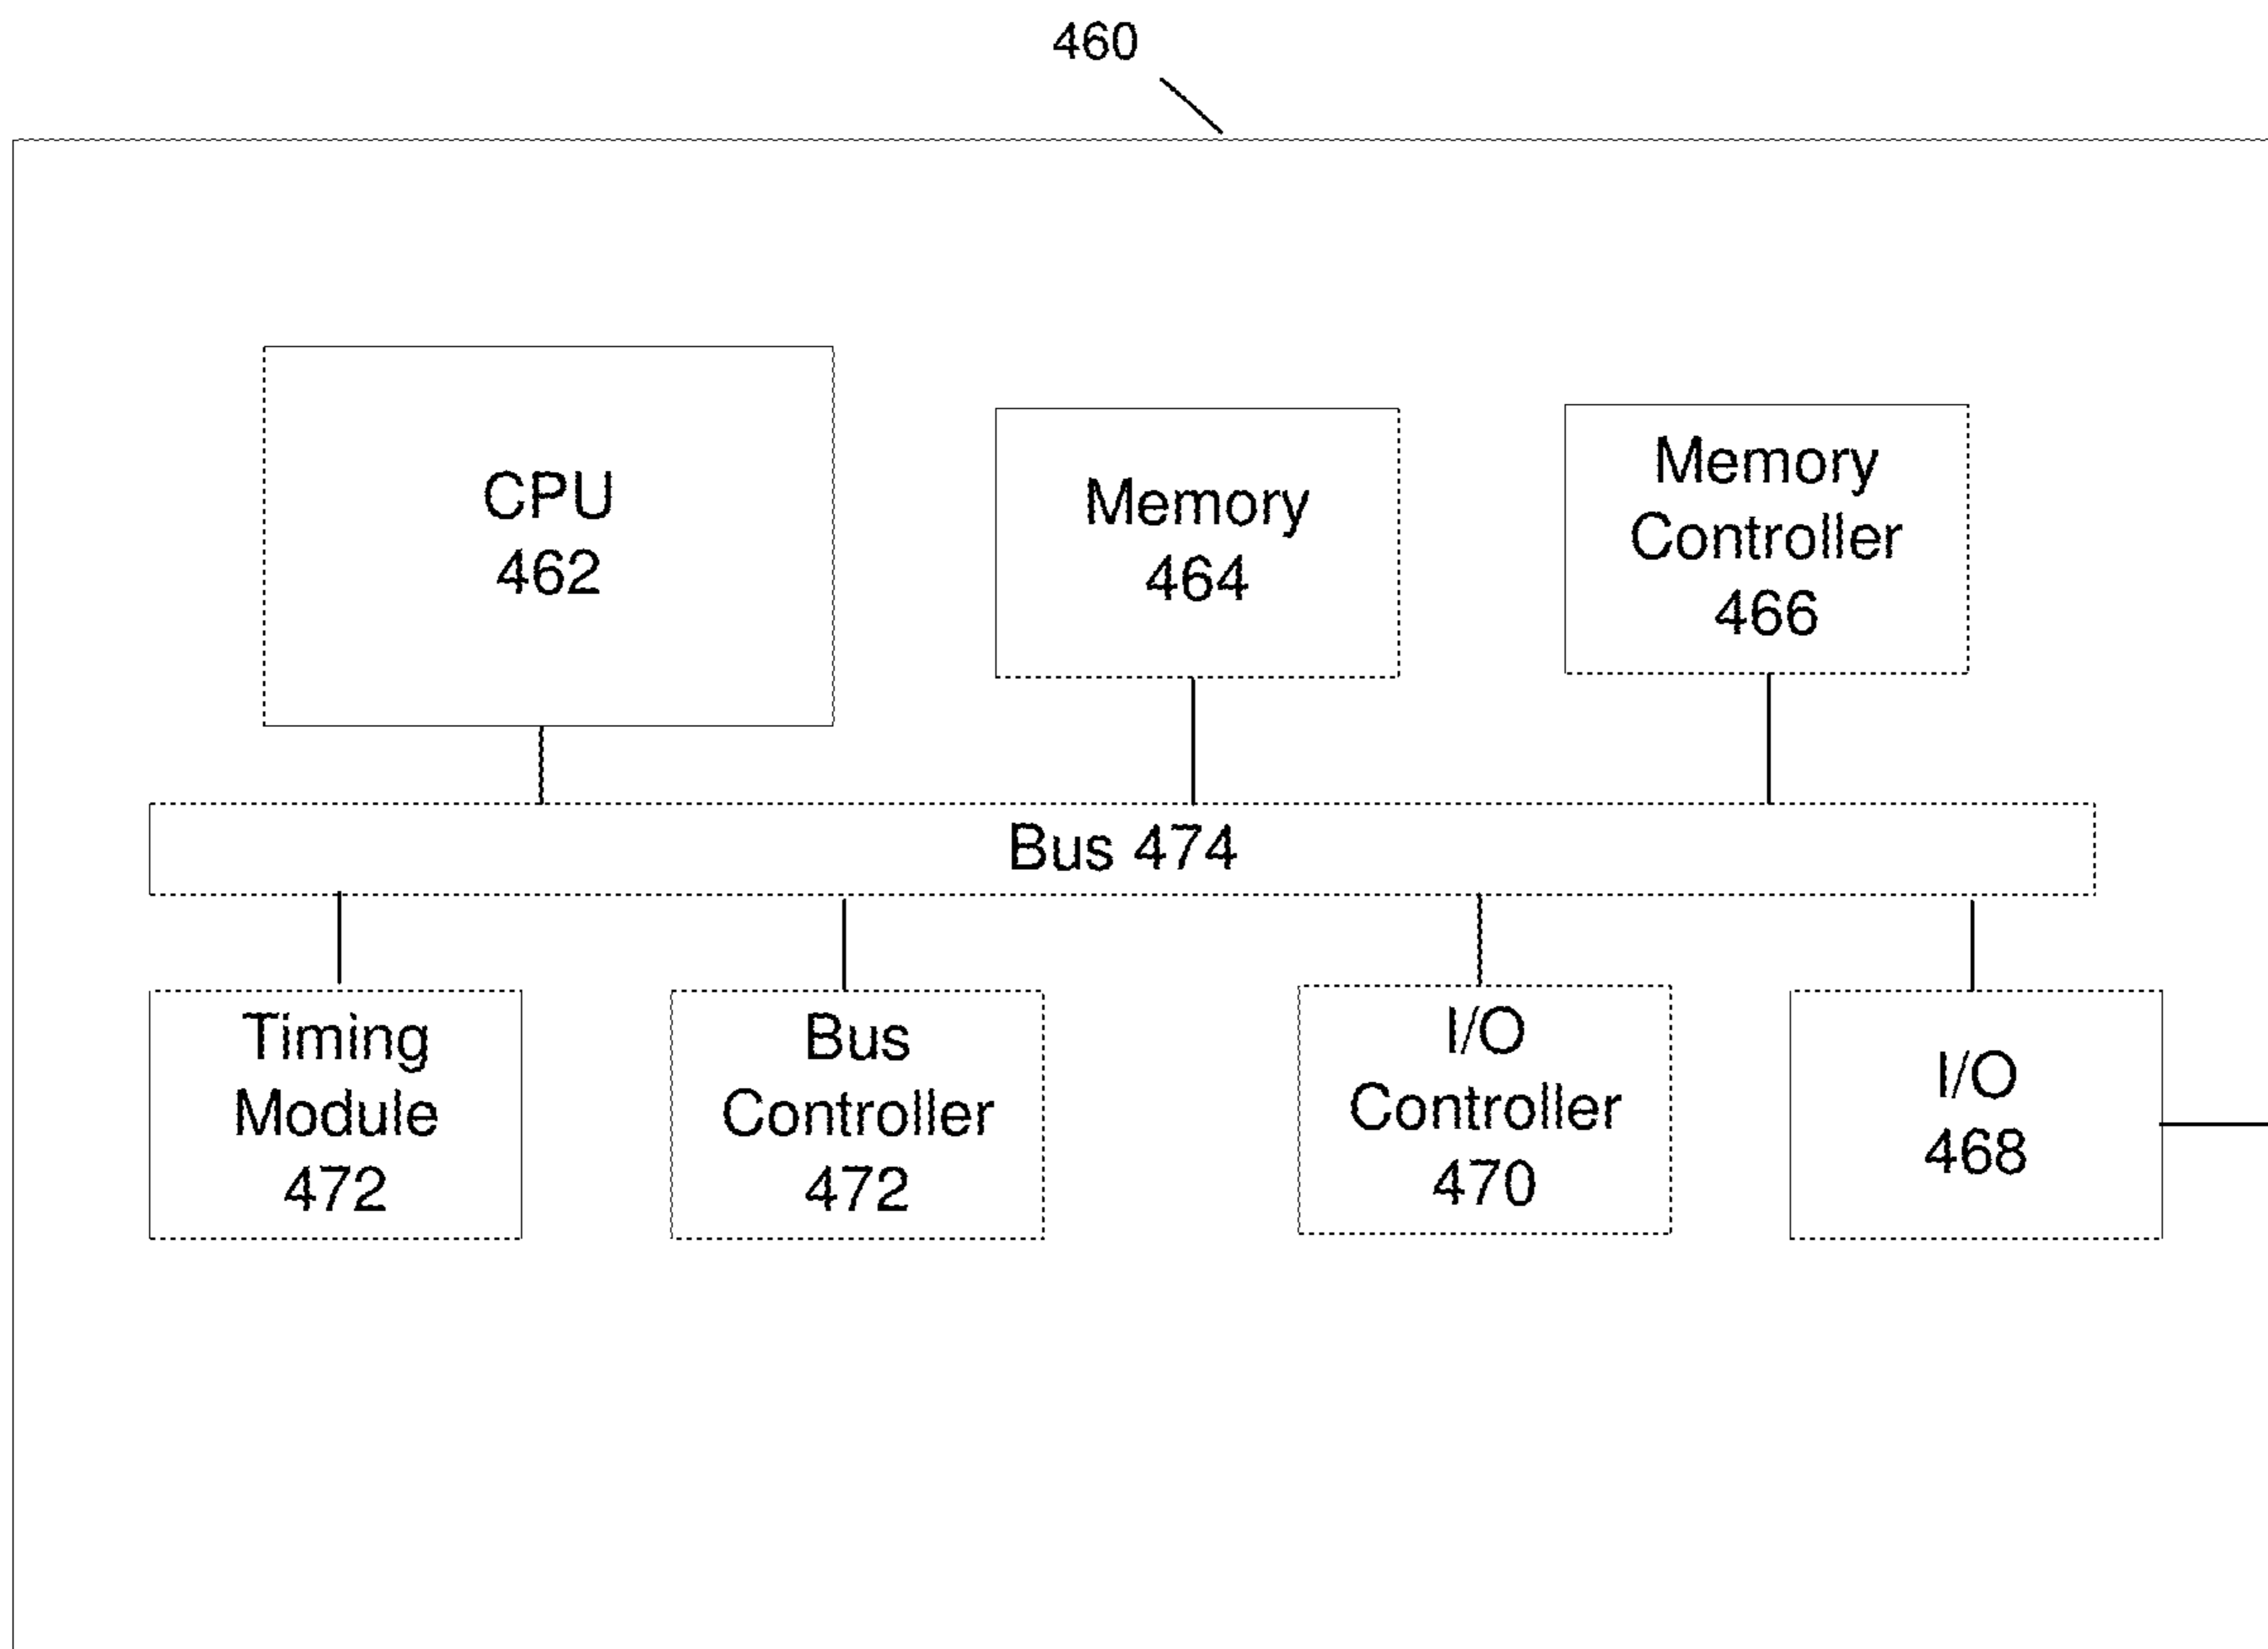 460
CPU
462
Memory
464
Memory
Controller
466
Bus 474
Timing
Module
472
Bus
Controller
472
I/O
Controller
470
I/O
468